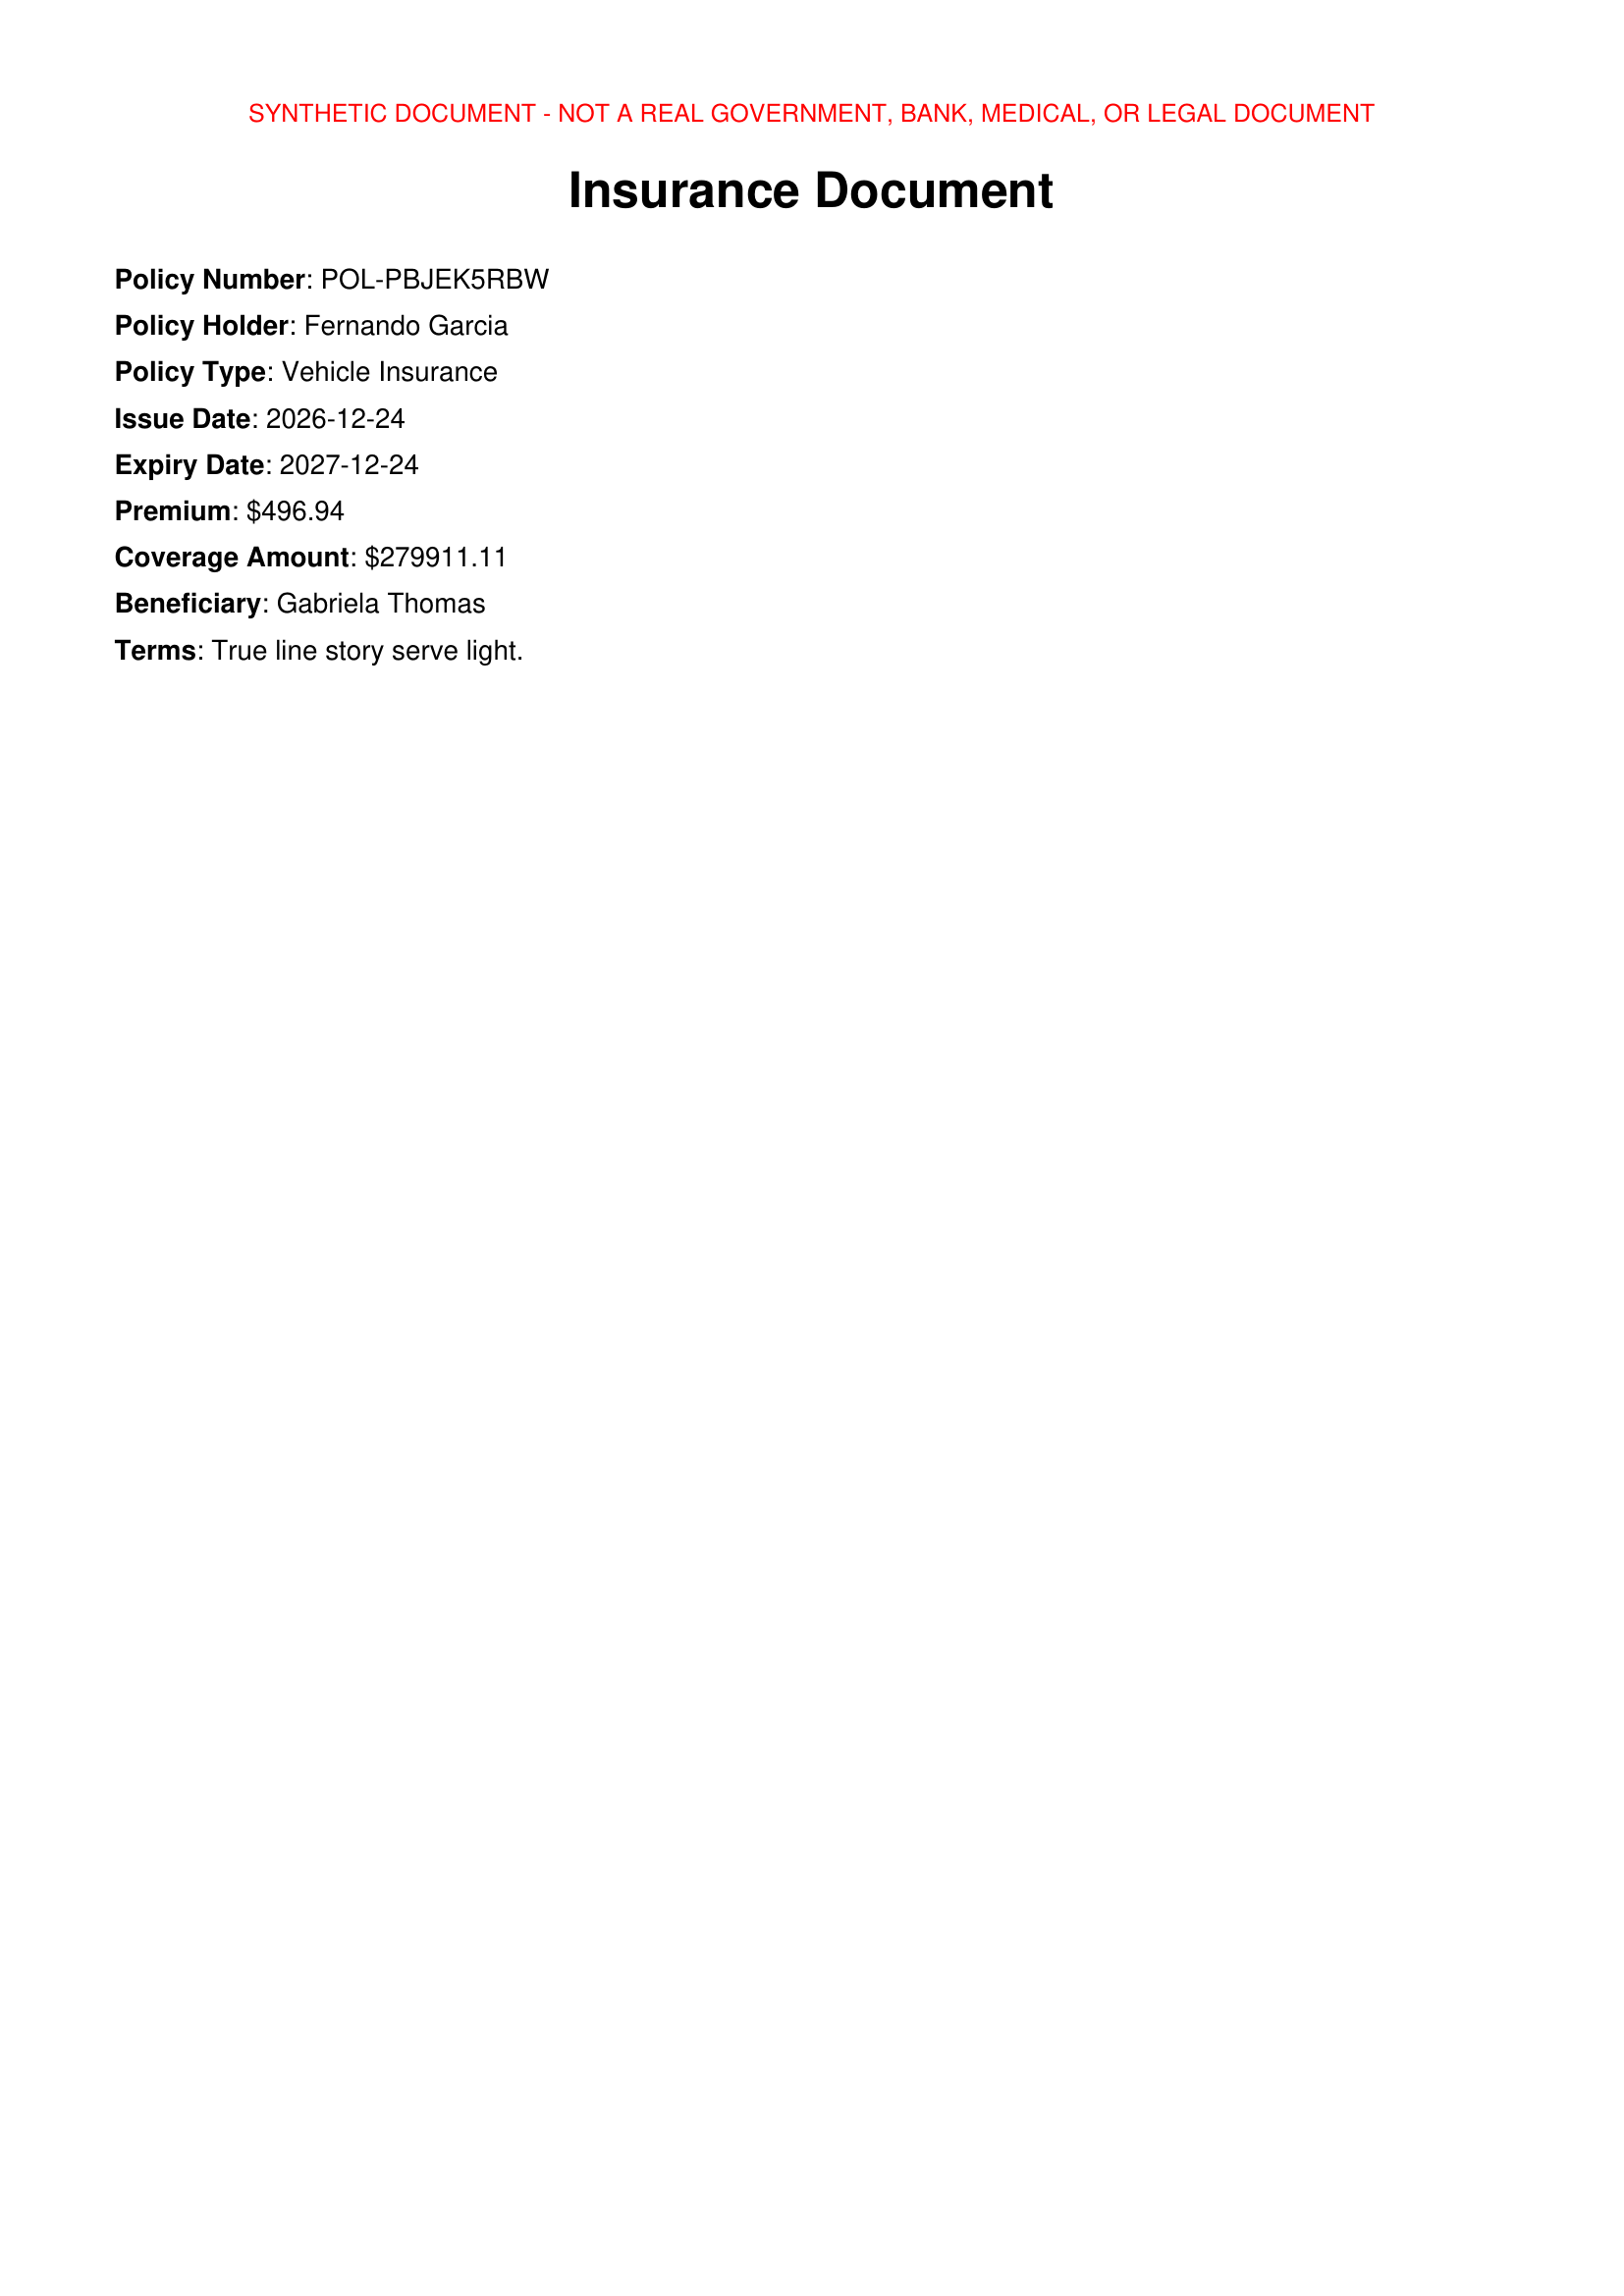 SYNTHETIC DOCUMENT - NOT A REAL GOVERNMENT, BANK, MEDICAL, OR LEGAL DOCUMENT
Insurance Document
Policy Number: POL-PBJEK5RBW
Policy Holder: Fernando Garcia
Policy Type: Vehicle Insurance
Issue Date: 2026-12-24
Expiry Date: 2027-12-24
Premium: $496.94
Coverage Amount: $279911.11
Beneficiary: Gabriela Thomas
Terms: True line story serve light.